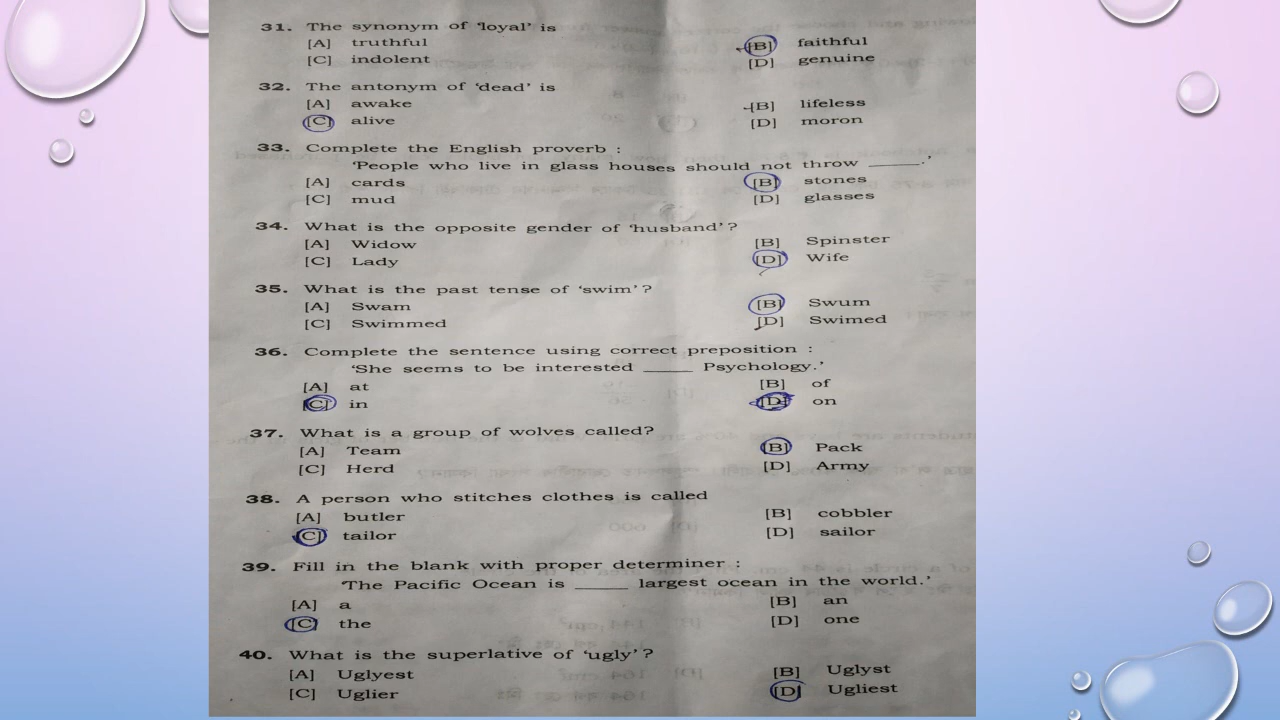 31. The synonym of 'loyal' is
[A] truthful [B] faithful
[C] indolent [D] genuine
32. The antonym of 'dead' is
[A] awake [B] lifeless
[C] alive [D] moron
33. Complete the English proverb :
'People who live in glass houses should not throw _____.'
[A] cards [B] stones
[C] mud [D] glasses
34. What is the opposite gender of 'husband'?
[A] Widow [B] Spinster
[C] Lady [D] Wife
35. What is the past tense of 'swim'?
[A] Swam [B] Swum
[C] Swimmed [D] Swimed
36. Complete the sentence using correct preposition :
'She seems to be interested _____ Psychology.'
[A] at [B] of
[C] in [D] on
37. What is a group of wolves called?
[A] Team [B] Pack
[C] Herd [D] Army
38. A person who stitches clothes is called
[A] butler [B] cobbler
[C] tailor [D] sailor
39. Fill in the blank with proper determiner :
'The Pacific Ocean is _____ largest ocean in the world.'
[A] a [B] an
[C] the [D] one
40. What is the superlative of 'ugly'?
[A] Uglyest [B] Uglyst
[C] Uglier [D] Ugliest